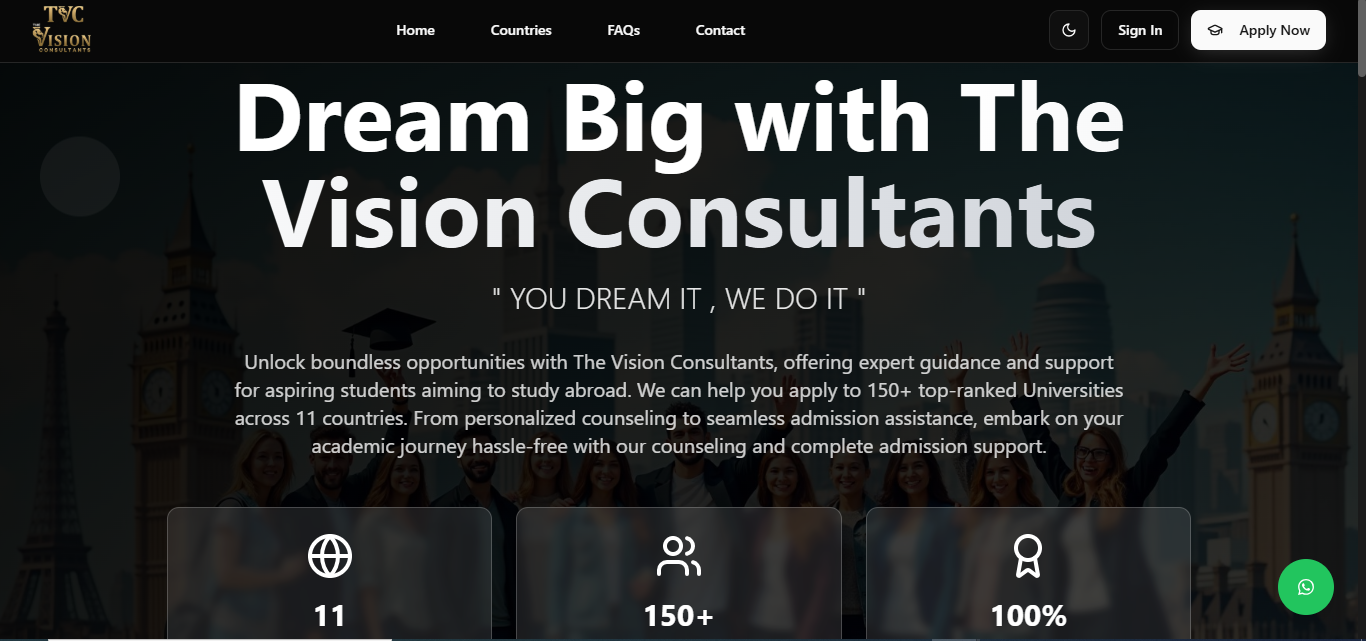 TVC
THE
VISION
CONSULTANTS
Home
Countries
FAQs
Contact
Sign In
Apply Now
Dream Big with The
Vision Consultants
" YOU DREAM IT , WE DO IT "
Unlock boundless opportunities with The Vision Consultants, offering expert guidance and support
for aspiring students aiming to study abroad. We can help you apply to 150+ top-ranked Universities
across 11 countries. From personalized counseling to seamless admission assistance, embark on your
academic journey hassle-free with our counseling and complete admission support.
11
150+
100%